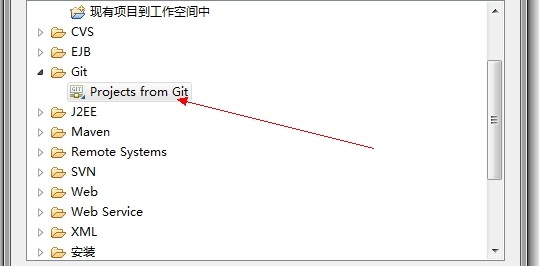 现有项目到工作空间中
CVS
EJB
Git
GIT Projects from Git
J2EE
Maven
Remote Systems
SVN
Web
Web Service
XML
安装